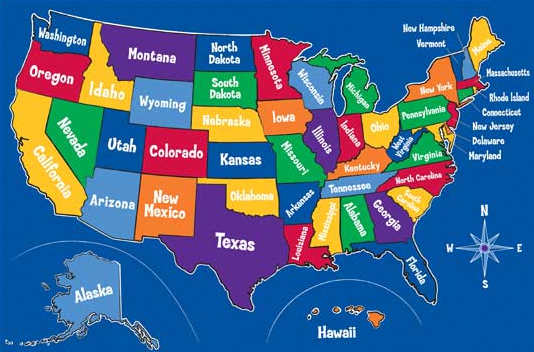 Washington
Oregon
California
Nevada
Idaho
Montana
Wyoming
Utah
Arizona
Colorado
New
Mexico
North
Dakota
South
Dakota
Nebraska
Kansas
Oklahoma
Texas
Minnesota
Iowa
Missouri
Arkansas
Louisiana
Wisconsin
Illinois
Michigan
Indiana
Ohio
Kentucky
Tennessee
Mississippi
Alabama
Georgia
Florida
South
Carolina
North Carolina
Virginia
West
Virginia
Pennsylvania
New York
Maine
New Hampshire
Vermont
Massachusetts
Rhode Island
Connecticut
New Jersey
Delaware
Maryland
N
W
E
S
Alaska
Hawaii